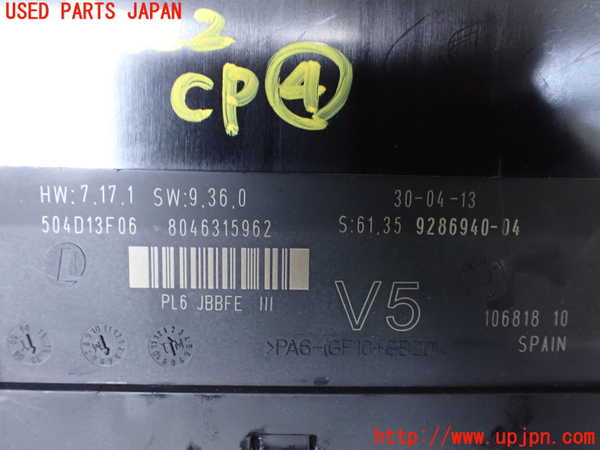 USED PARTS JAPAN
2
CP④
HW:7.17.1 SW:9.36.0 30-04-13
504D13F06 8046315962 S:61.35 9286940-04
PL6 JBBFE III
V5
106818 10
SPAIN
http://www.upjpn.com/